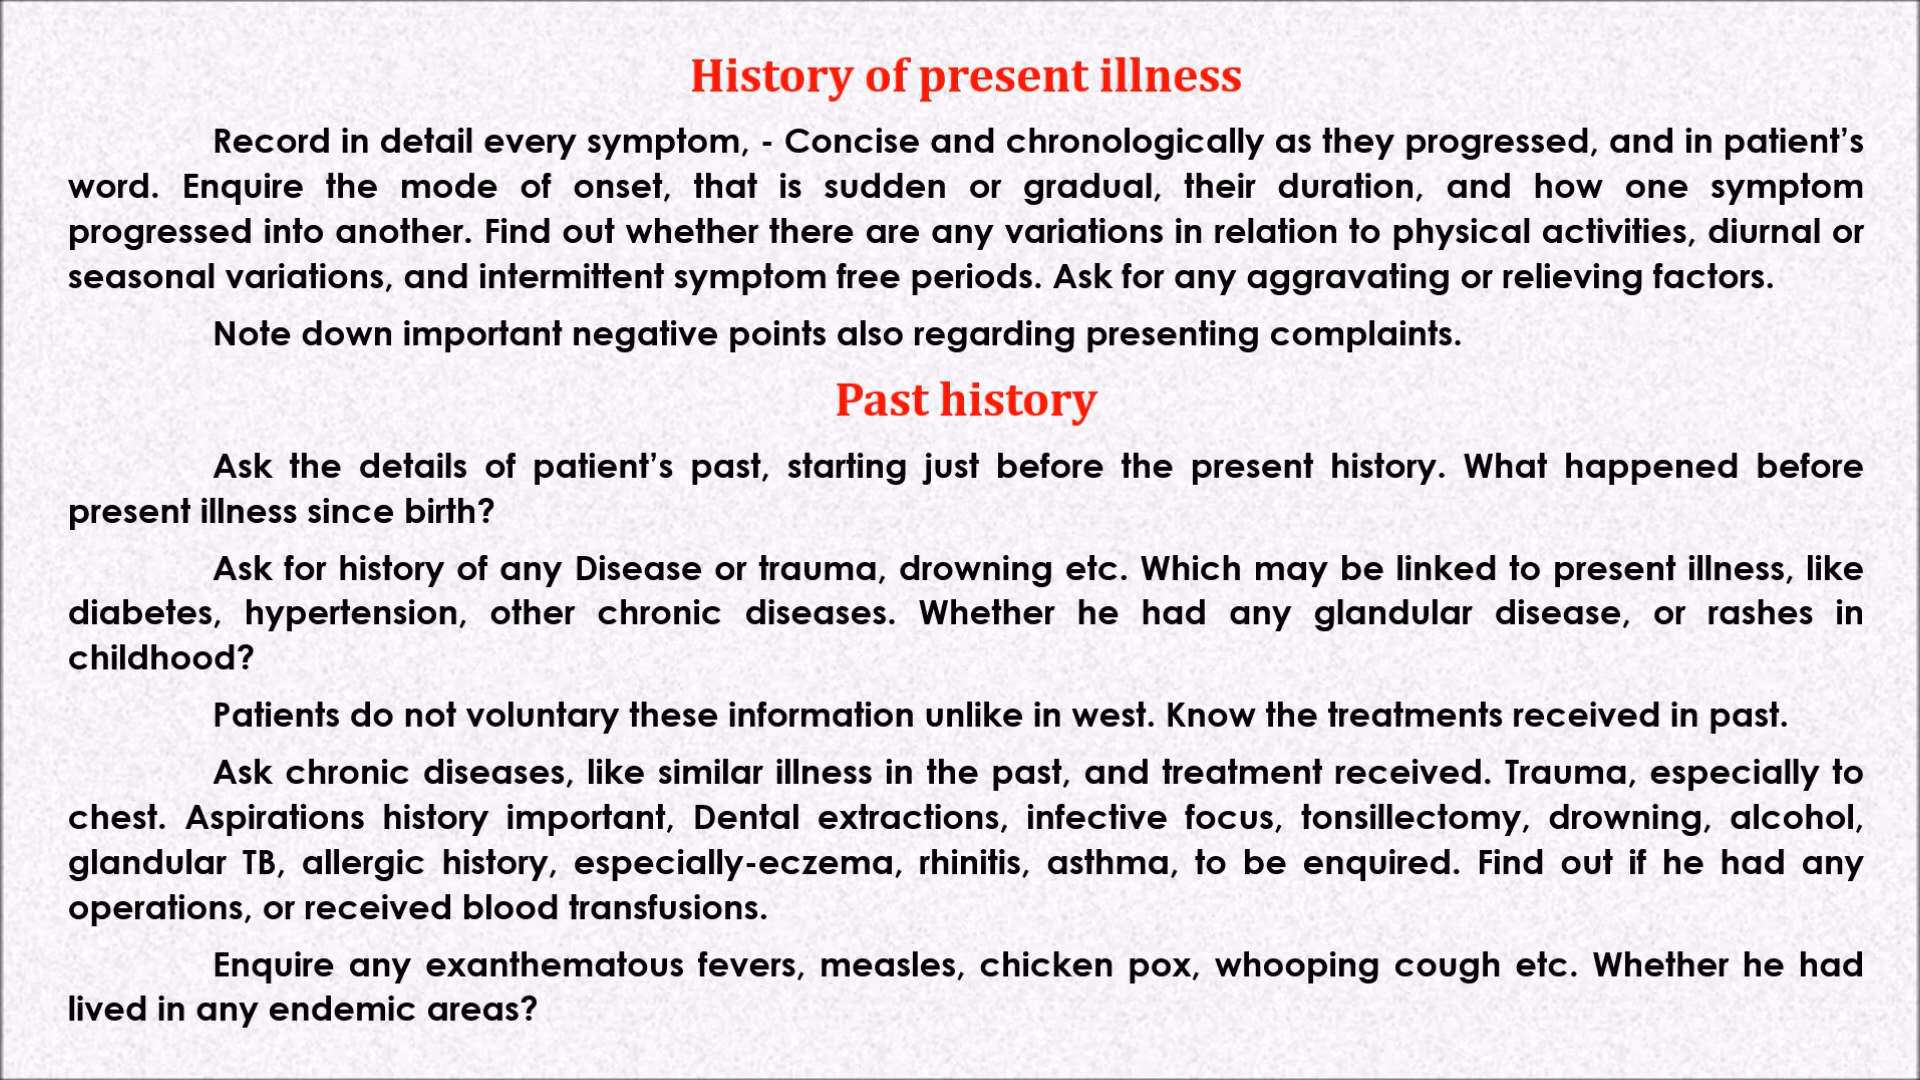 History of present illness
Record in detail every symptom, - Concise and chronologically as they progressed, and in patient’s
word. Enquire the mode of onset, that is sudden or gradual, their duration, and how one symptom
progressed into another. Find out whether there are any variations in relation to physical activities, diurnal or
seasonal variations, and intermittent symptom free periods. Ask for any aggravating or relieving factors.
Note down important negative points also regarding presenting complaints.
Past history
Ask the details of patient’s past, starting just before the present history. What happened before
present illness since birth?
Ask for history of any Disease or trauma, drowning etc. Which may be linked to present illness, like
diabetes, hypertension, other chronic diseases. Whether he had any glandular disease, or rashes in
childhood?
Patients do not voluntary these information unlike in west. Know the treatments received in past.
Ask chronic diseases, like similar illness in the past, and treatment received. Trauma, especially to
chest. Aspirations history important, Dental extractions, infective focus, tonsillectomy, drowning, alcohol,
glandular TB, allergic history, especially-eczema, rhinitis, asthma, to be enquired. Find out if he had any
operations, or received blood transfusions.
Enquire any exanthematous fevers, measles, chicken pox, whooping cough etc. Whether he had
lived in any endemic areas?